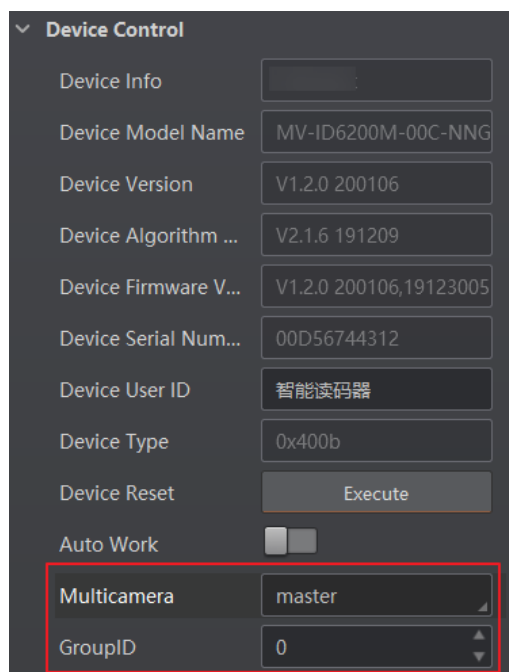 Device Control
Device Info
Device Model Name MV-ID6200M-00C-NNG
Device Version V1.2.0 200106
Device Algorithm ... V2.1.6 191209
Device Firmware V... V1.2.0 200106,19123005
Device Serial Num... 00D56744312
Device User ID 智能读码器
Device Type 0x400b
Device Reset Execute
Auto Work
Multicamera master
GroupID 0